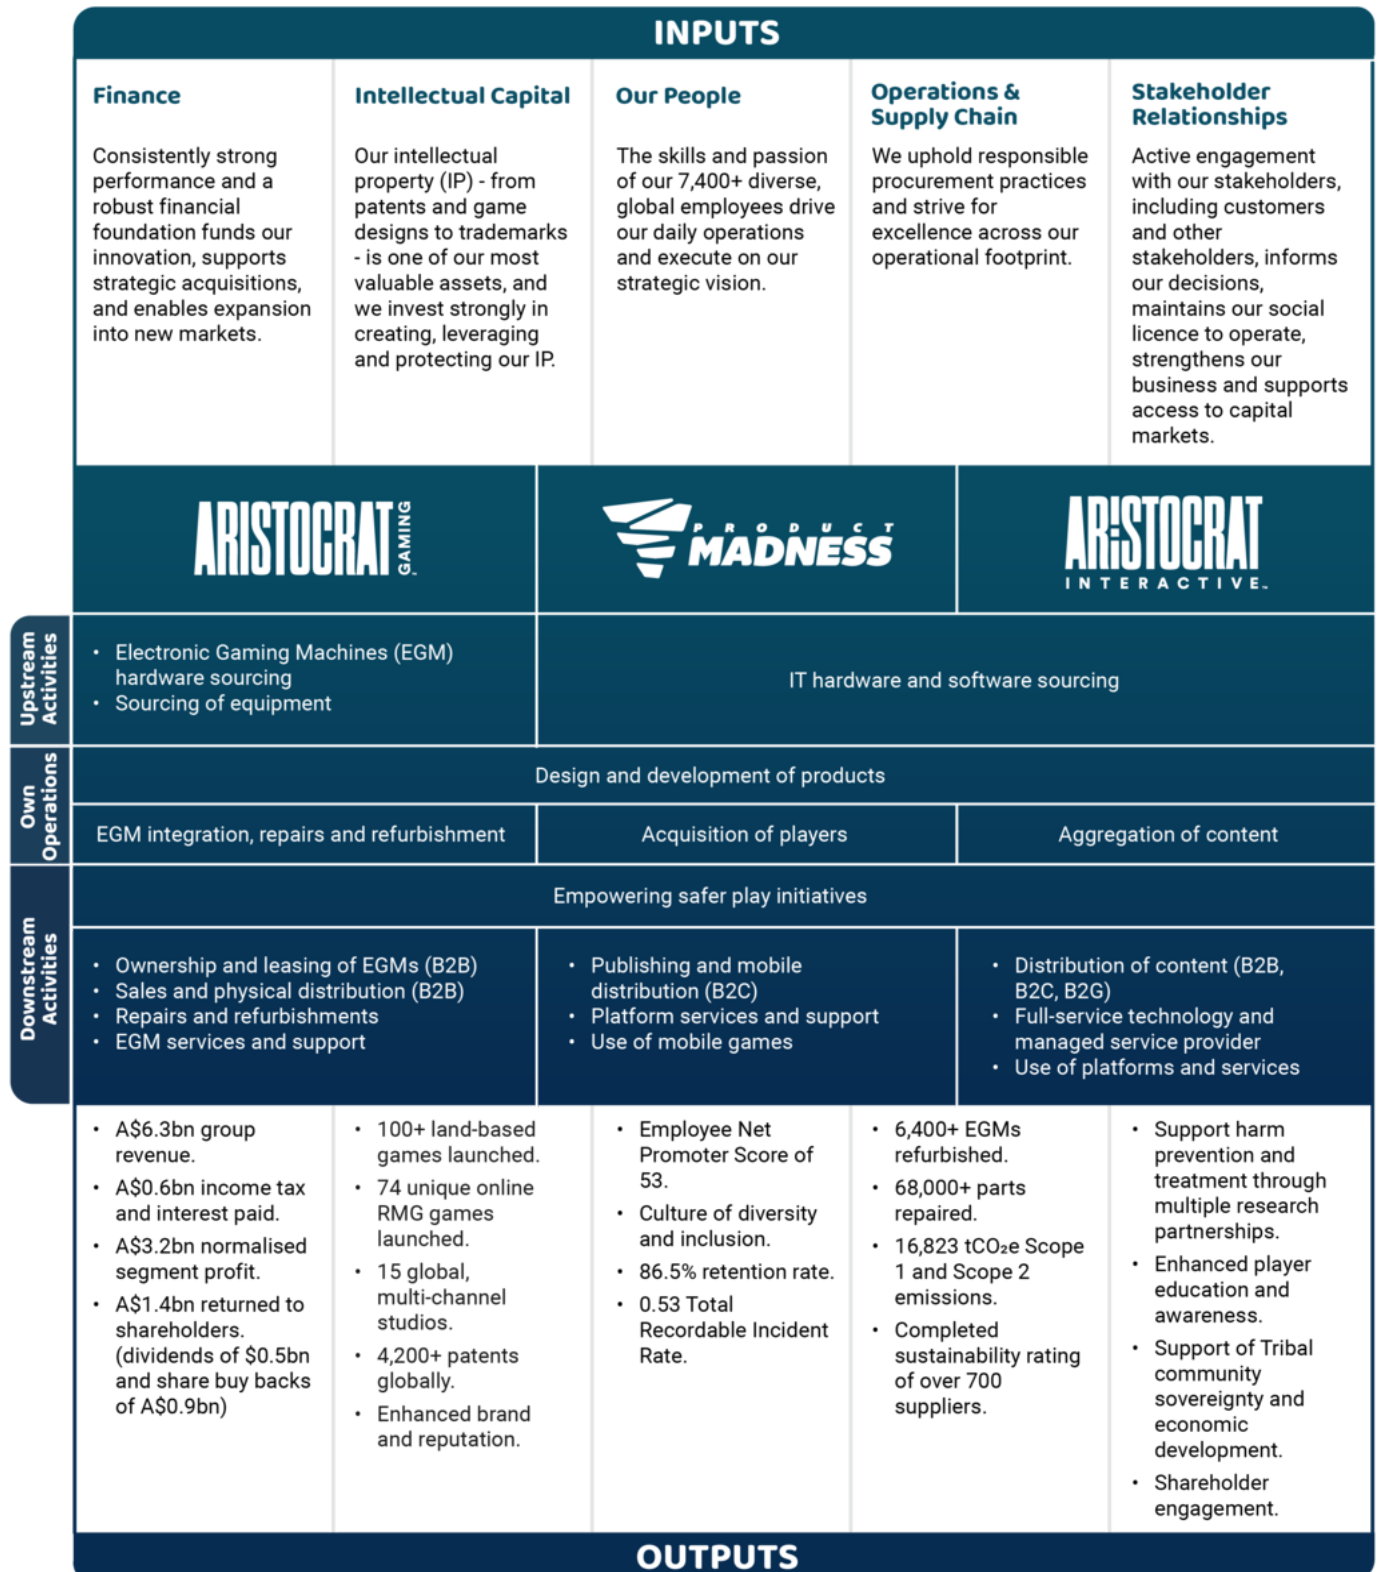 INPUTS
Finance
Consistently strong
performance and a
robust financial
foundation funds our
innovation, supports
strategic acquisitions,
and enables expansion
into new markets.
Intellectual Capital
Our intellectual
property (IP) - from
patents and game
designs to trademarks
- is one of our most
valuable assets, and
we invest strongly in
creating, leveraging
and protecting our IP.
Our People
The skills and passion
of our 7,400+ diverse,
global employees drive
our daily operations
and execute on our
strategic vision.
Operations &
Supply Chain
We uphold responsible
procurement practices
and strive for
excellence across our
operational footprint.
Stakeholder
Relationships
Active engagement
with our stakeholders,
including customers
and other
stakeholders, informs
our decisions,
maintains our social
licence to operate,
strengthens our
business and supports
access to capital
markets.
ARISTOCRAT GAMING™
PRODUCT
MADNESS
ARISTOCRAT
INTERACTIVE™
Upstream
Activities
• Electronic Gaming Machines (EGM)
hardware sourcing
• Sourcing of equipment
IT hardware and software sourcing
Own
Operations
Design and development of products
EGM integration, repairs and refurbishment
Acquisition of players
Aggregation of content
Downstream
Activities
Empowering safer play initiatives
• Ownership and leasing of EGMs (B2B)
• Sales and physical distribution (B2B)
• Repairs and refurbishments
• EGM services and support
• Publishing and mobile
distribution (B2C)
• Platform services and support
• Use of mobile games
• Distribution of content (B2B,
B2C, B2G)
• Full-service technology and
managed service provider
• Use of platforms and services
• A$6.3bn group
revenue.
• A$0.6bn income tax
and interest paid.
• A$3.2bn normalised
segment profit.
• A$1.4bn returned to
shareholders.
(dividends of $0.5bn
and share buy backs
of A$0.9bn)
• 100+ land-based
games launched.
• 74 unique online
RMG games
launched.
• 15 global,
multi-channel
studios.
• 4,200+ patents
globally.
• Enhanced brand
and reputation.
• Employee Net
Promoter Score of
53.
• Culture of diversity
and inclusion.
• 86.5% retention rate.
• 0.53 Total
Recordable Incident
Rate.
• 6,400+ EGMs
refurbished.
• 68,000+ parts
repaired.
• 16,823 tCO₂e Scope
1 and Scope 2
emissions.
• Completed
sustainability rating
of over 700
suppliers.
• Support harm
prevention and
treatment through
multiple research
partnerships.
• Enhanced player
education and
awareness.
• Support of Tribal
community
sovereignty and
economic
development.
• Shareholder
engagement.
OUTPUTS